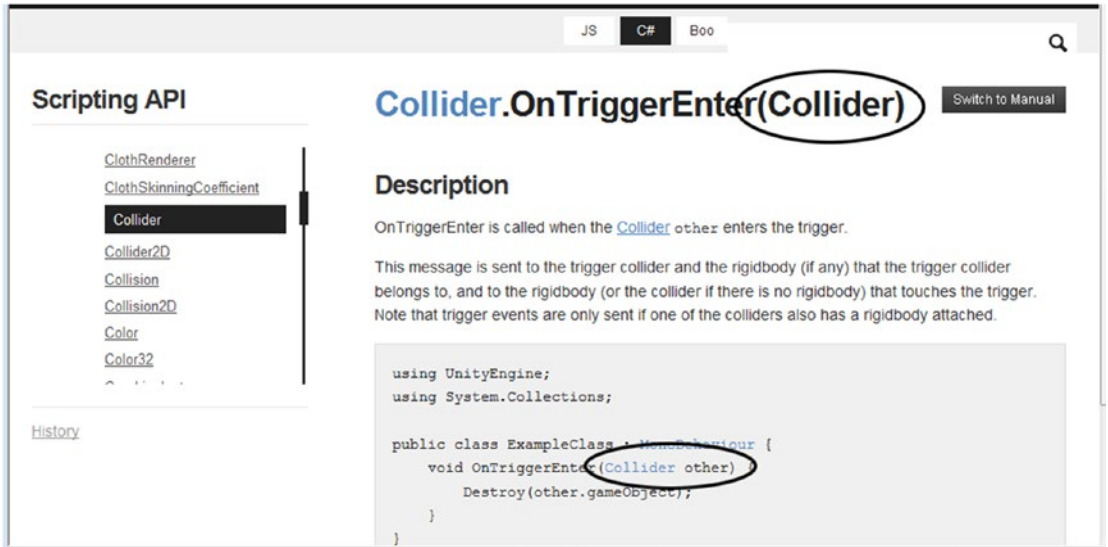 JS C# Boo
Scripting API
ClothRenderer
ClothSkinningCoefficient
Collider
Collider2D
Collision
Collision2D
Color
Color32
History
Collider.OnTriggerEnter(Collider)
Switch to Manual
Description
OnTriggerEnter is called when the Collider other enters the trigger.
This message is sent to the trigger collider and the rigidbody (if any) that the trigger collider
belongs to, and to the rigidbody (or the collider if there is no rigidbody) that touches the trigger.
Note that trigger events are only sent if one of the colliders also has a rigidbody attached.
using UnityEngine;
using System.Collections;
public class ExampleClass : MonoBehaviour {
void OnTriggerEnter(Collider other) {
Destroy(other.gameObject);
}
}